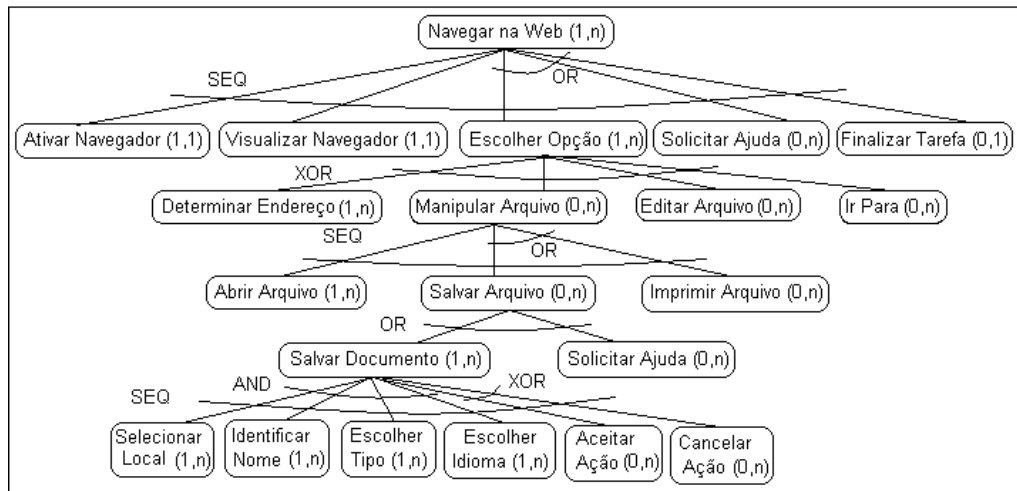 Navegar na Web (1,n)
SEQ
OR
Ativar Navegador (1,1)
Visualizar Navegador (1,1)
Escolher Opção (1,n)
Solicitar Ajuda (0,n)
Finalizar Tarefa (0,1)
XOR
Determinar Endereço (1,n)
Manipular Arquivo (0,n)
Editar Arquivo (0,n)
Ir Para (0,n)
SEQ
OR
Abrir Arquivo (1,n)
Salvar Arquivo (0,n)
Imprimir Arquivo (0,n)
OR
Salvar Documento (1,n)
Solicitar Ajuda (0,n)
SEQ
AND
XOR
Selecionar
Local (1,n)
Identificar
Nome (1,n)
Escolher
Tipo (1,n)
Escolher
Idioma (1,n)
Aceitar
Ação (0,n)
Cancelar
Ação (0,n)